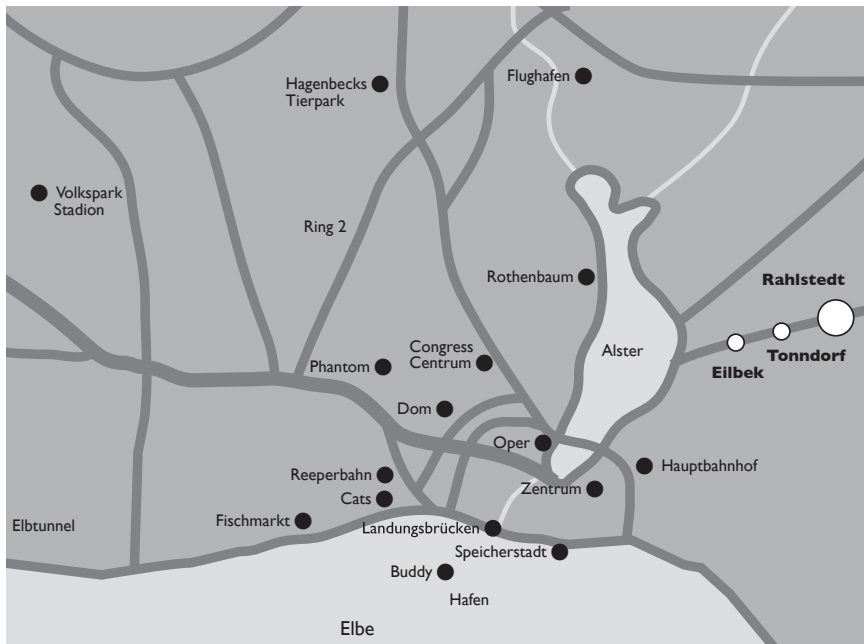 Hagenbecks
Tierpark
Flughafen
Volkspark
Stadion
Ring 2
Rothenbaum
Rahlstedt
Alster
Tonndorf
Eilbek
Congress
Centrum
Phantom
Dom
Oper
Hauptbahnhof
Reeperbahn
Zentrum
Cats
Fischmarkt
Elbtunnel
Landungsbrücken
Speicherstadt
Buddy
Hafen
Elbe